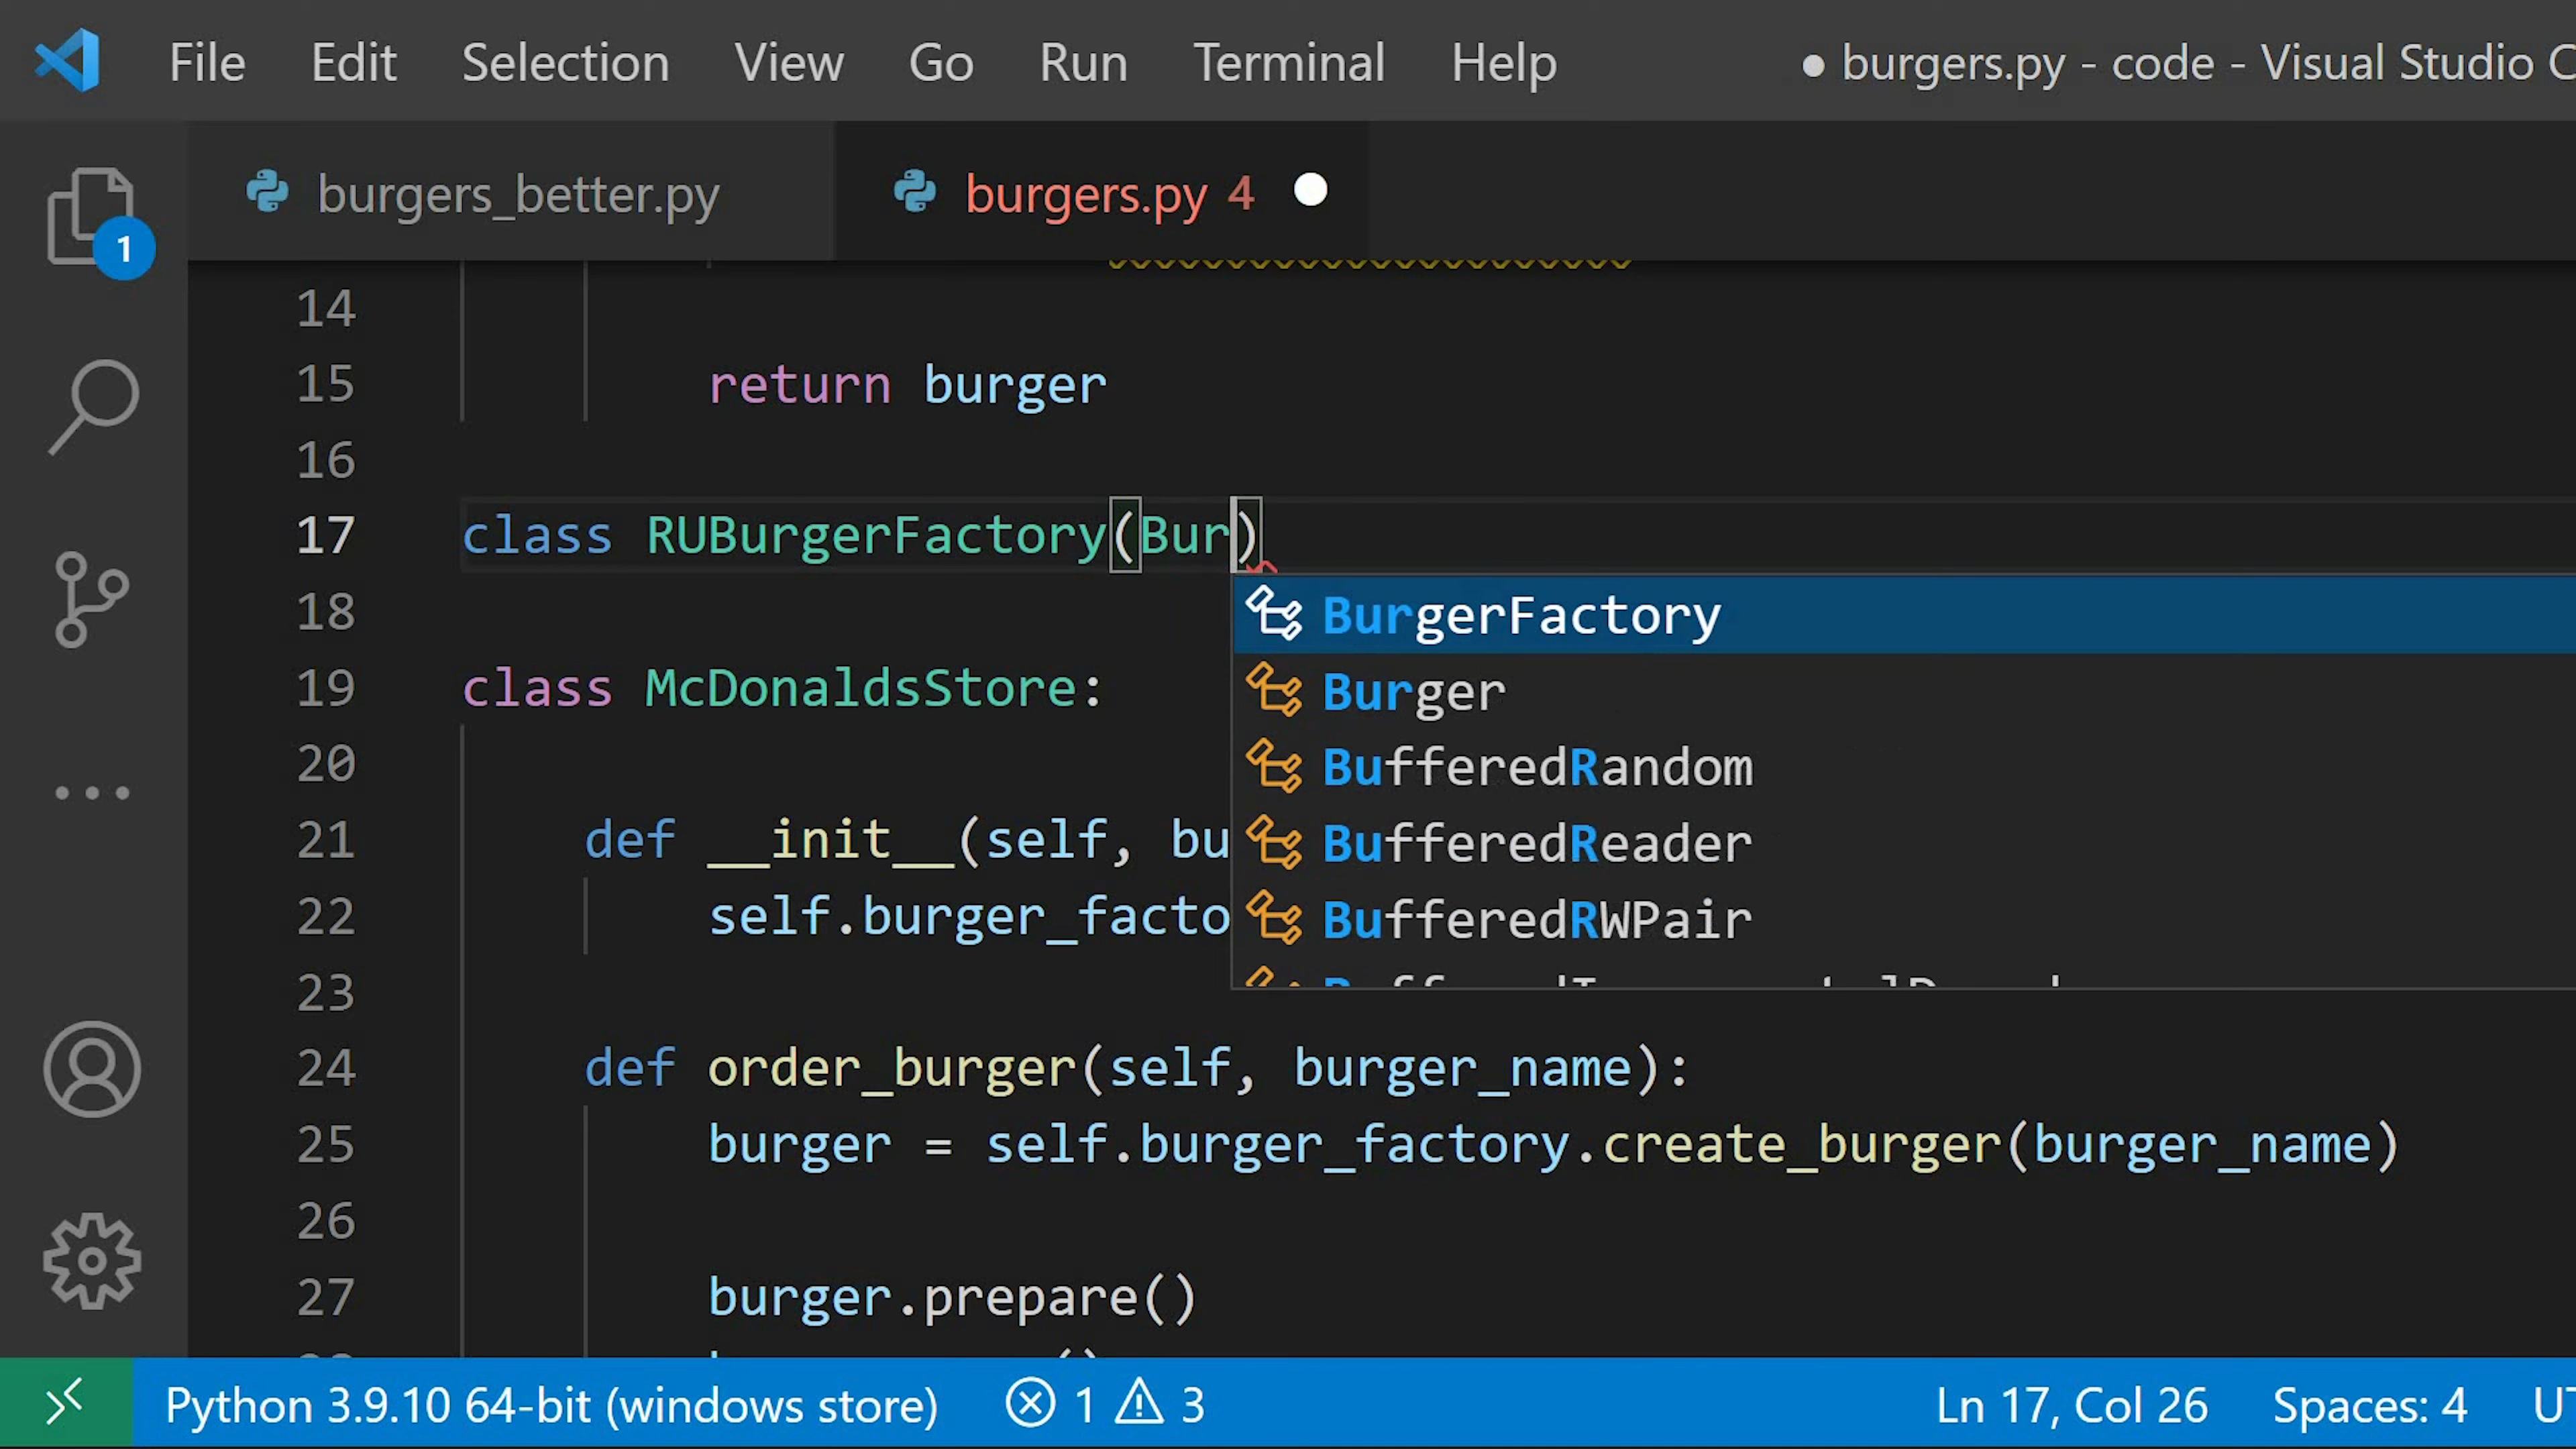 File Edit Selection View Go Run Terminal Help ● burgers.py - code - Visual Studio C
burgers_better.py burgers.py 4
1
14
15 return burger
16
17 class RUBurgerFactory(Bur)
BurgerFactory
18
19 class McDonaldsStore:
Burger
20
BufferedRandom
21 def __init__(self, bu
BufferedReader
22 self.burger_facto
BufferedRWPair
23
24 def order_burger(self, burger_name):
25 burger = self.burger_factory.create_burger(burger_name)
26
27 burger.prepare()
Python 3.9.10 64-bit (windows store) 1 3 Ln 17, Col 26 Spaces: 4 UT